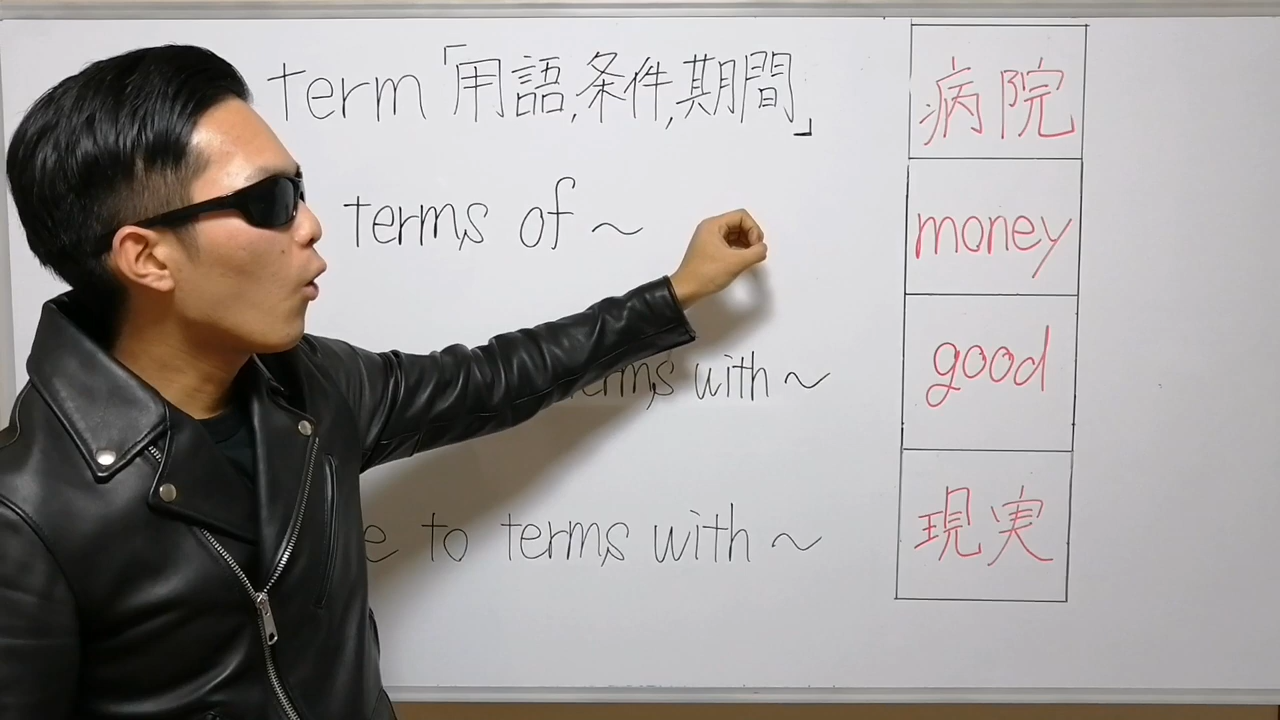 term「用語,条件,期間」
terms of ~
terms with ~
to terms with ~
病院
money
good
現実